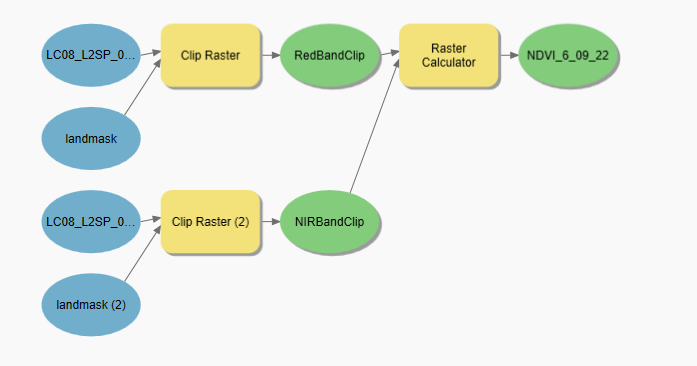 LC08_L2SP_0...
Clip Raster
RedBandClip
Raster
Calculator
NDVI_6_09_22
landmask
LC08_L2SP_0...
Clip Raster (2)
NIRBandClip
landmask (2)